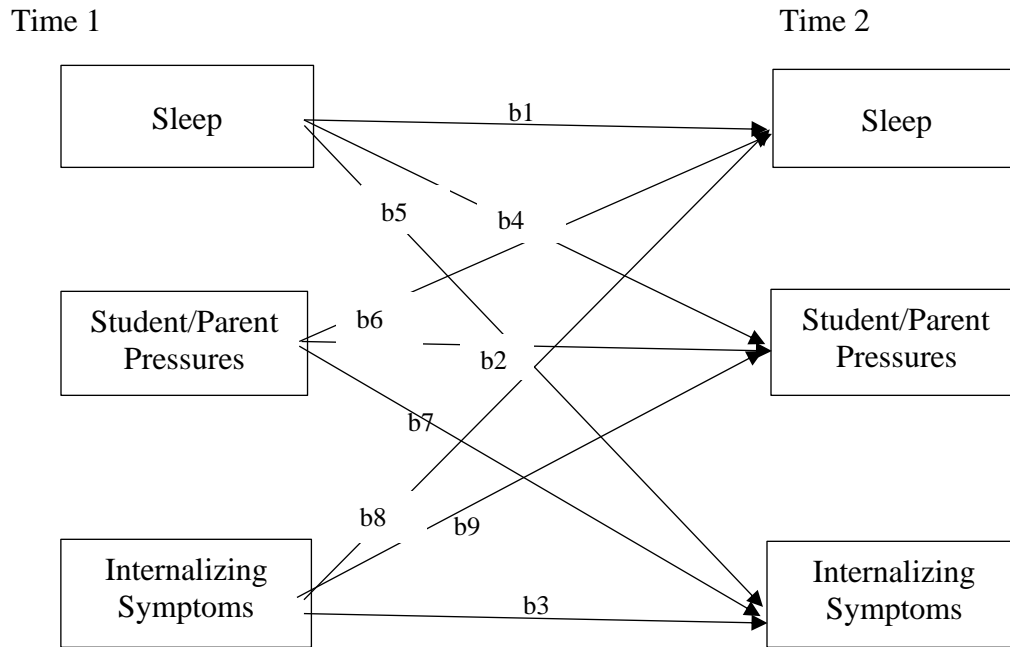 Time 1
Time 2
Sleep
b1
Sleep
b5
b4
Student/Parent
Pressures
b6
b2
Student/Parent
Pressures
b7
b8
b9
Internalizing
Symptoms
b3
Internalizing
Symptoms